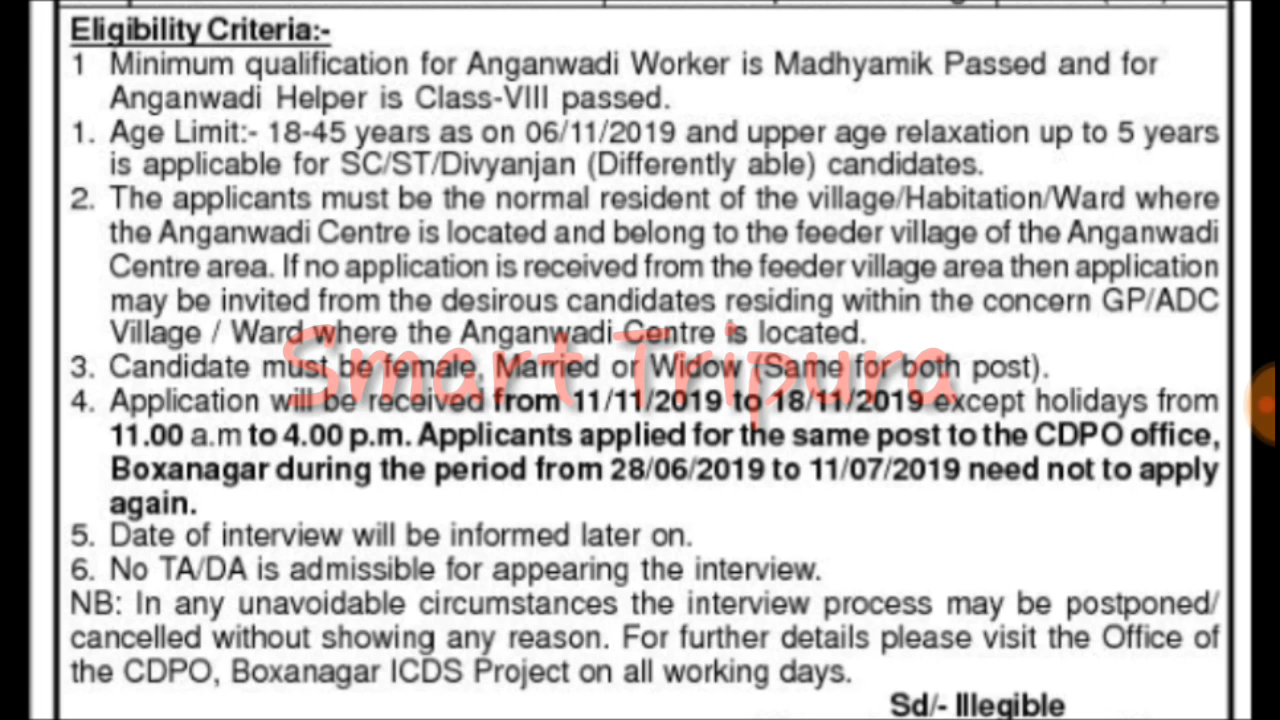 Eligibility Criteria:-
1 Minimum qualification for Anganwadi Worker is Madhyamik Passed and for
Anganwadi Helper is Class-VIII passed.
1. Age Limit:- 18-45 years as on 06/11/2019 and upper age relaxation up to 5 years
is applicable for SC/ST/Divyanjan (Differently able) candidates.
2. The applicants must be the normal resident of the village/Habitation/Ward where
the Anganwadi Centre is located and belong to the feeder village of the Anganwadi
Centre area. If no application is received from the feeder village area then application
may be invited from the desirous candidates residing within the concern GP/ADC
Village / Ward where the Anganwadi Centre is located.
Smart Tripura
3. Candidate must be female, Married or Widow (Same for both post).
4. Application will be received from 11/11/2019 to 18/11/2019 except holidays from
11.00 a.m to 4.00 p.m. Applicants applied for the same post to the CDPO office,
Boxanagar during the period from 28/06/2019 to 11/07/2019 need not to apply
again.
5. Date of interview will be informed later on.
6. No TA/DA is admissible for appearing the interview.
NB: In any unavoidable circumstances the interview process may be postponed/
cancelled without showing any reason. For further details please visit the Office of
the CDPO, Boxanagar ICDS Project on all working days.
Sd/- Illegible